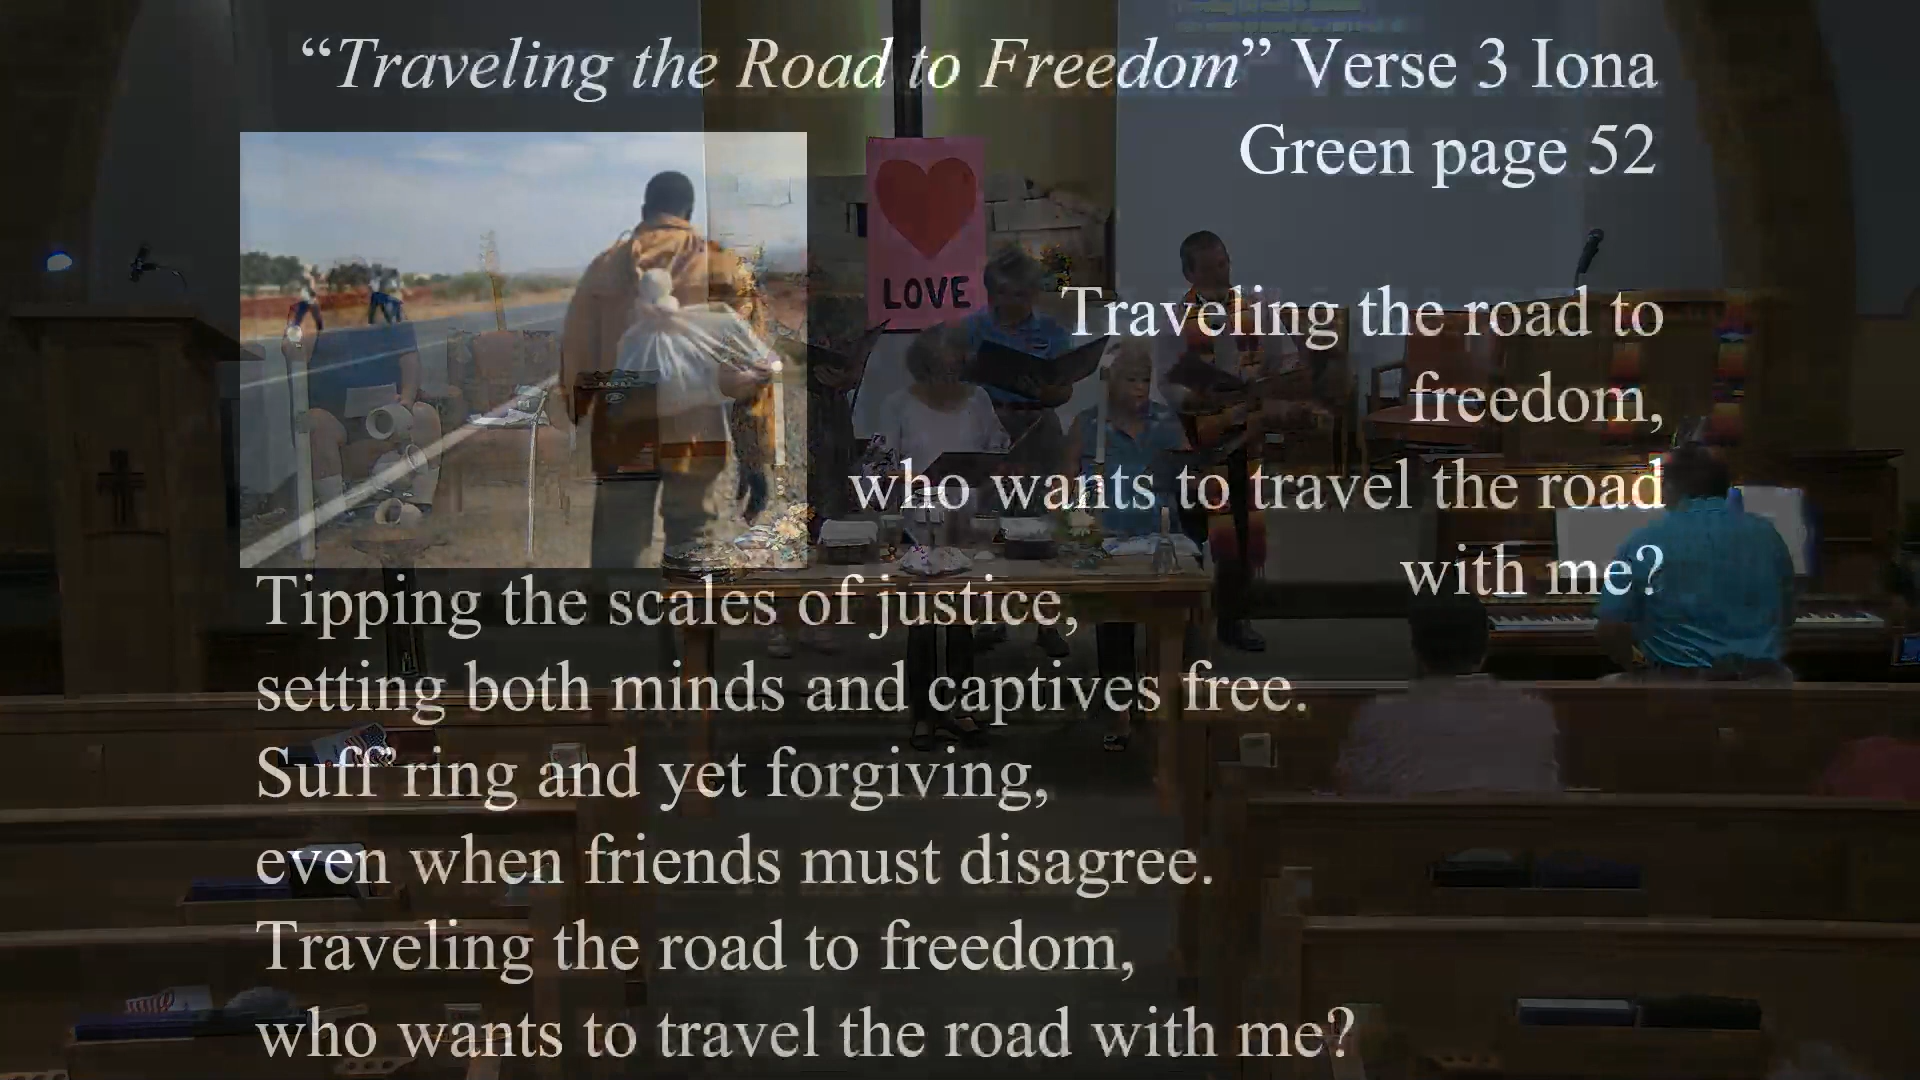 “Traveling the Road to Freedom” Verse 3 Iona
Green page 52
LOVE
Traveling the road to
freedom,
who wants to travel the road
with me?
Tipping the scales of justice,
setting both minds and captives free.
Suff’ring and yet forgiving,
even when friends must disagree.
Traveling the road to freedom,
who wants to travel the road with me?